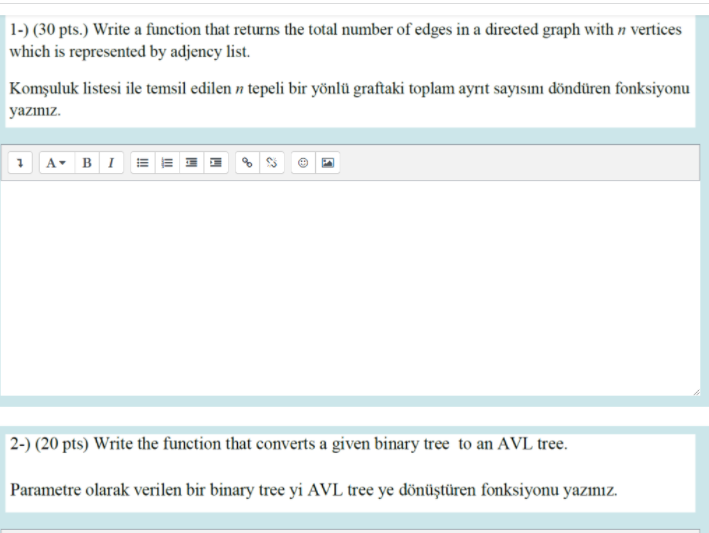 1-) (30 pts.) Write a function that returns the total number of edges in a directed graph with n vertices
which is represented by adjency list.
Komşuluk listesi ile temsil edilen n tepeli bir yönlü graftaki toplam ayrıt sayısını döndüren fonksiyonu
yazınız.
A B I
2-) (20 pts) Write the function that converts a given binary tree to an AVL tree.
Parametre olarak verilen bir binary tree yi AVL tree ye dönüştüren fonksiyonu yazınız.